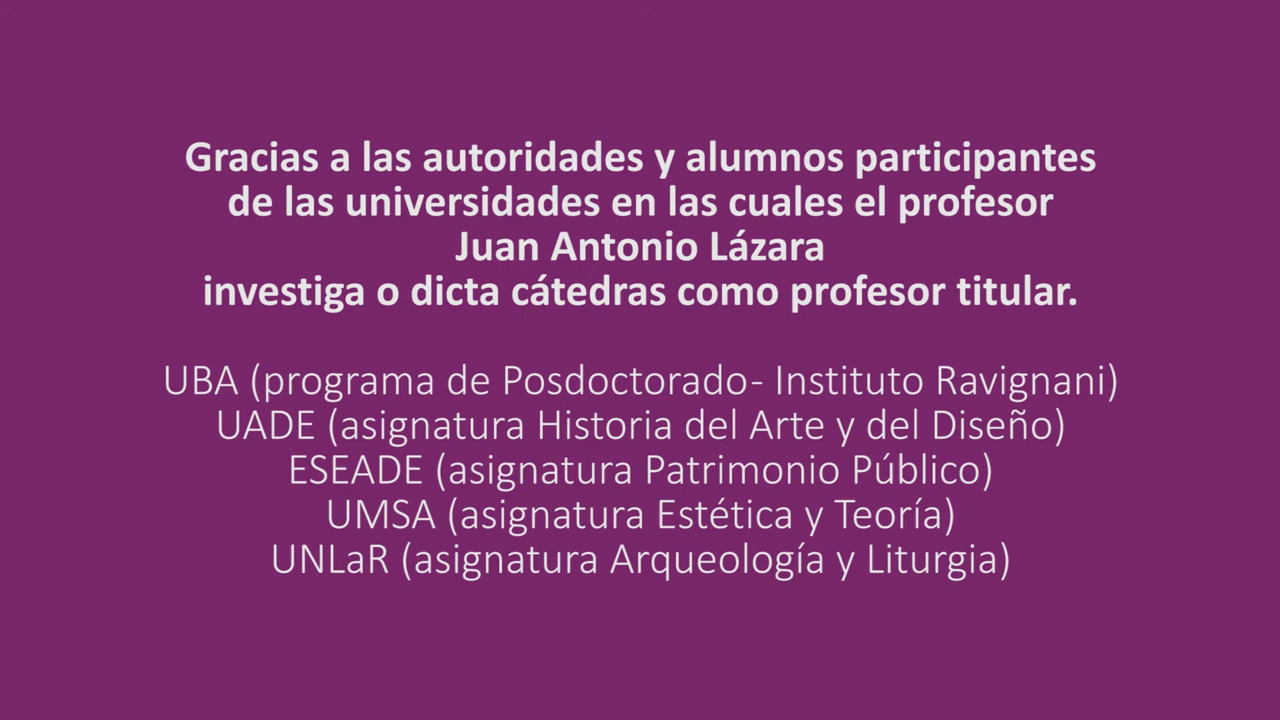 Gracias a las autoridades y alumnos participantes
de las universidades en las cuales el profesor
Juan Antonio Lázara
investiga o dicta cátedras como profesor titular.
UBA (programa de Posdoctorado- Instituto Ravignani)
UADE (asignatura Historia del Arte y del Diseño)
ESEADE (asignatura Patrimonio Público)
UMSA (asignatura Estética y Teoría)
UNLaR (asignatura Arqueología y Liturgia)